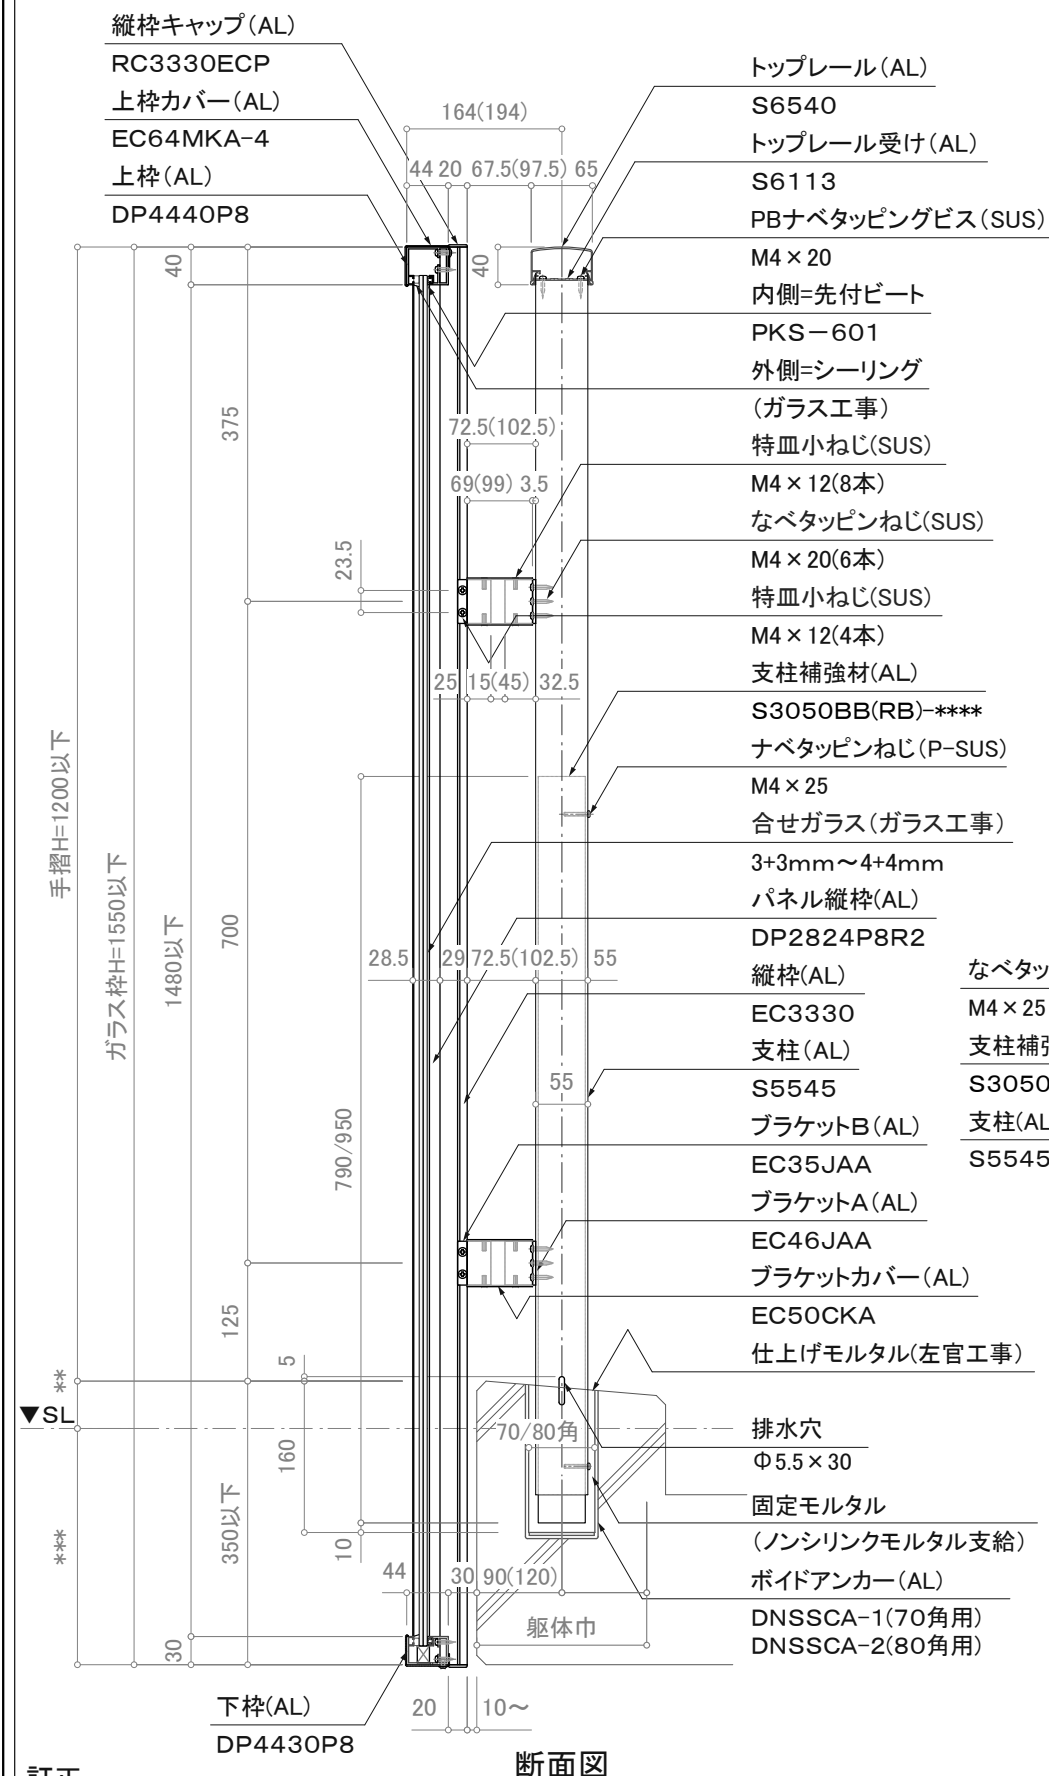 縦枠キャップ(AL)
RC3330ECP
上枠カバー(AL)
EC64MKA-4
上枠(AL)
DP4440P8
164(194)
44 20 67.5(97.5) 65
40
40
トップレール(AL)
S6540
トップレール受け(AL)
S6113
PBナベタッピングビス(SUS)
M4×20
内側=先付ビート
PKS-601
外側=シーリング
(ガラス工事)
特皿小ねじ(SUS)
M4×12(8本)
なベタッピンねじ(SUS)
M4×20(6本)
特皿小ねじ(SUS)
M4×12(4本)
支柱補強材(AL)
S3050BB(RB)-****
ナベタッピンねじ(P-SUS)
M4×25
合せガラス(ガラス工事)
3+3mm~4+4mm
パネル縦枠(AL)
DP2824P8R2
縦枠(AL)
EC3330
支柱(AL)
S5545
ブラケットB(AL)
EC35JAA
ブラケットA(AL)
EC46JAA
ブラケットカバー(AL)
EC50CKA
仕上げモルタル(左官工事)
排水穴
Φ5.5×30
固定モルタル
(ノンシリンクモルタル支給)
ボイドアンカー(AL)
DNSSCA-1(70角用)
DNSSCA-2(80角用)
なベタッ
M4×25
支柱補強
S3050
支柱(AL
S5545
375
72.5(102.5)
69(99) 3.5
23.5
25 15(45) 32.5
手摺H=1200以下
ガラス枠H=1550以下
1480以下
700
28.5 29 72.5(102.5) 55
55
790/950
125
5
**
▼SL
70/80角
160
***
350以下
10
44 30 90(120)
躯体巾
30
20 10~
下枠(AL)
DP4430P8
断面図
訂正